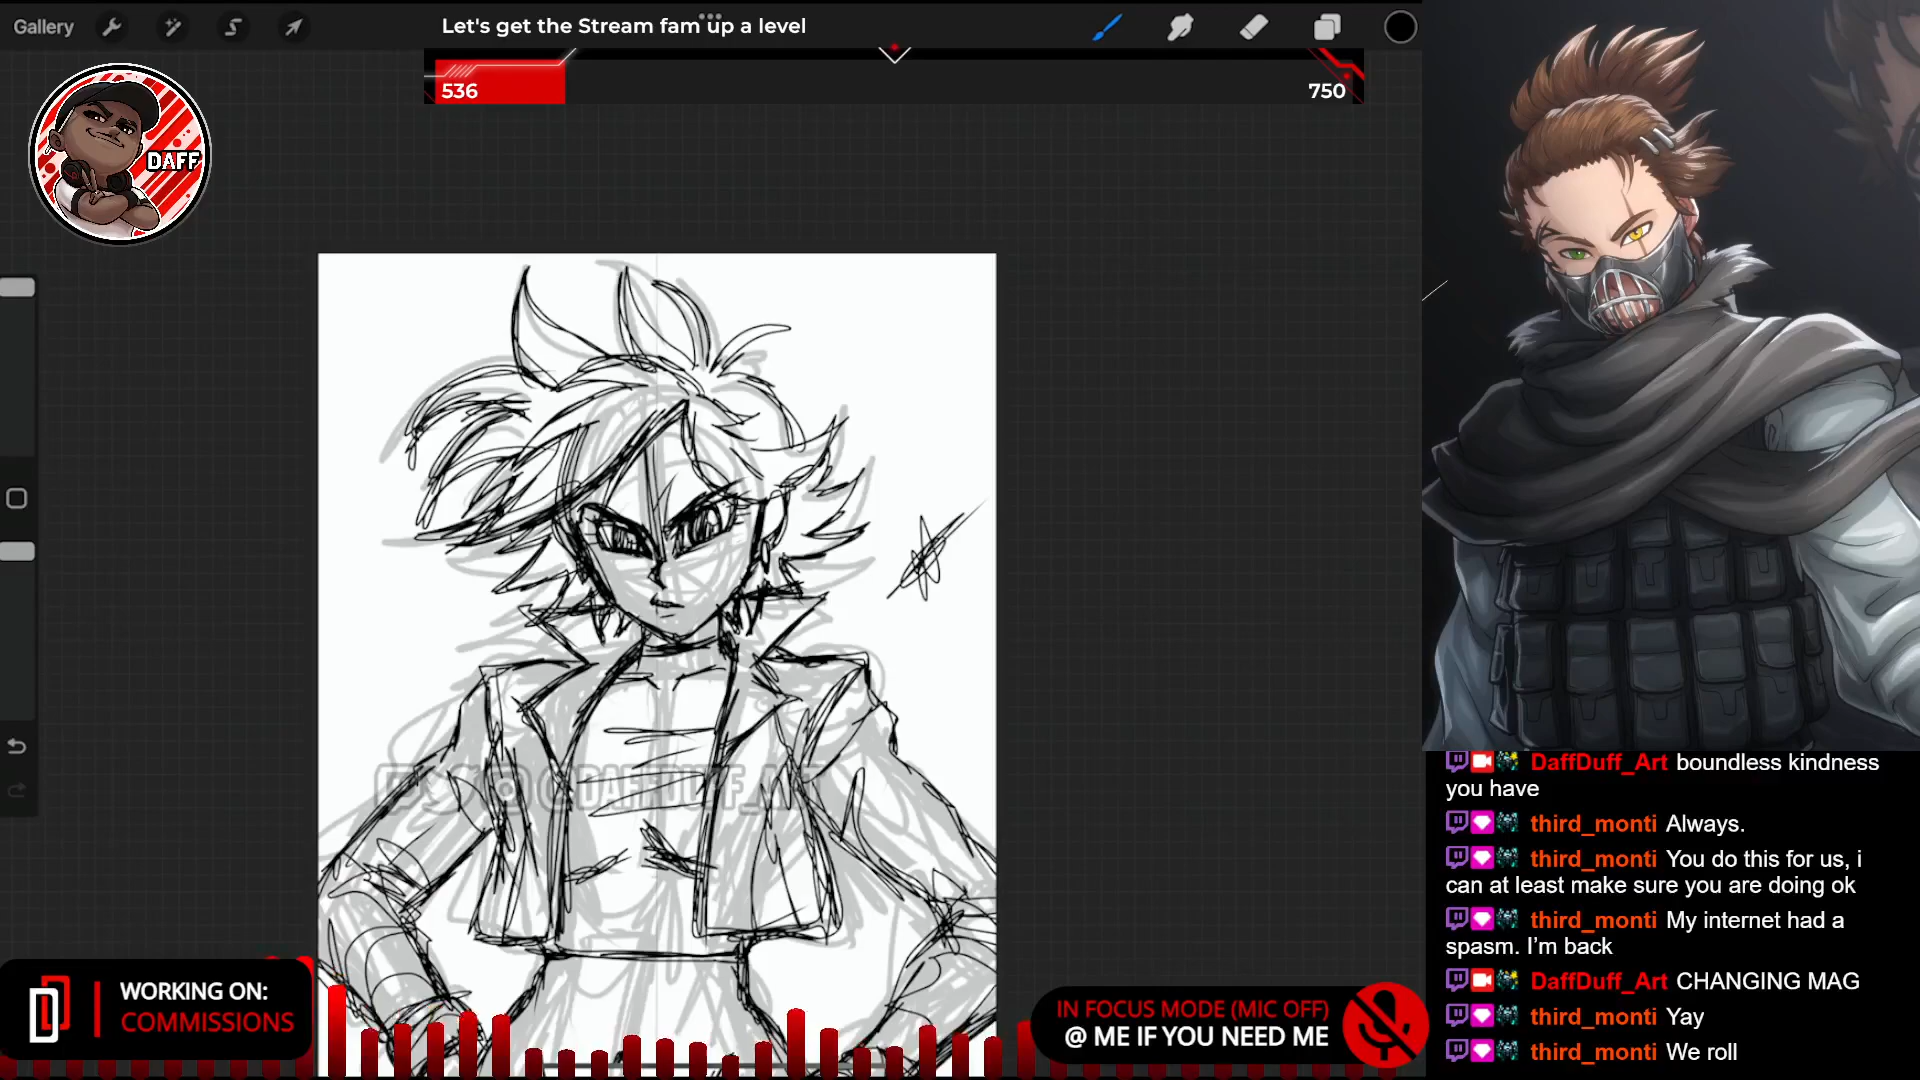 Gallery
Let's get the Stream fam up a level
536
750
DAFF
@DAFFDUFF_ART
WORKING ON:
COMMISSIONS
IN FOCUS MODE (MIC OFF)
@ ME IF YOU NEED ME
DaffDuff_Art boundless kindness
you have
third_monti Always.
third_monti You do this for us, i
can at least make sure you are doing ok
third_monti My internet had a
spasm. I'm back
DaffDuff_Art CHANGING MAG
third_monti Yay
third_monti We roll